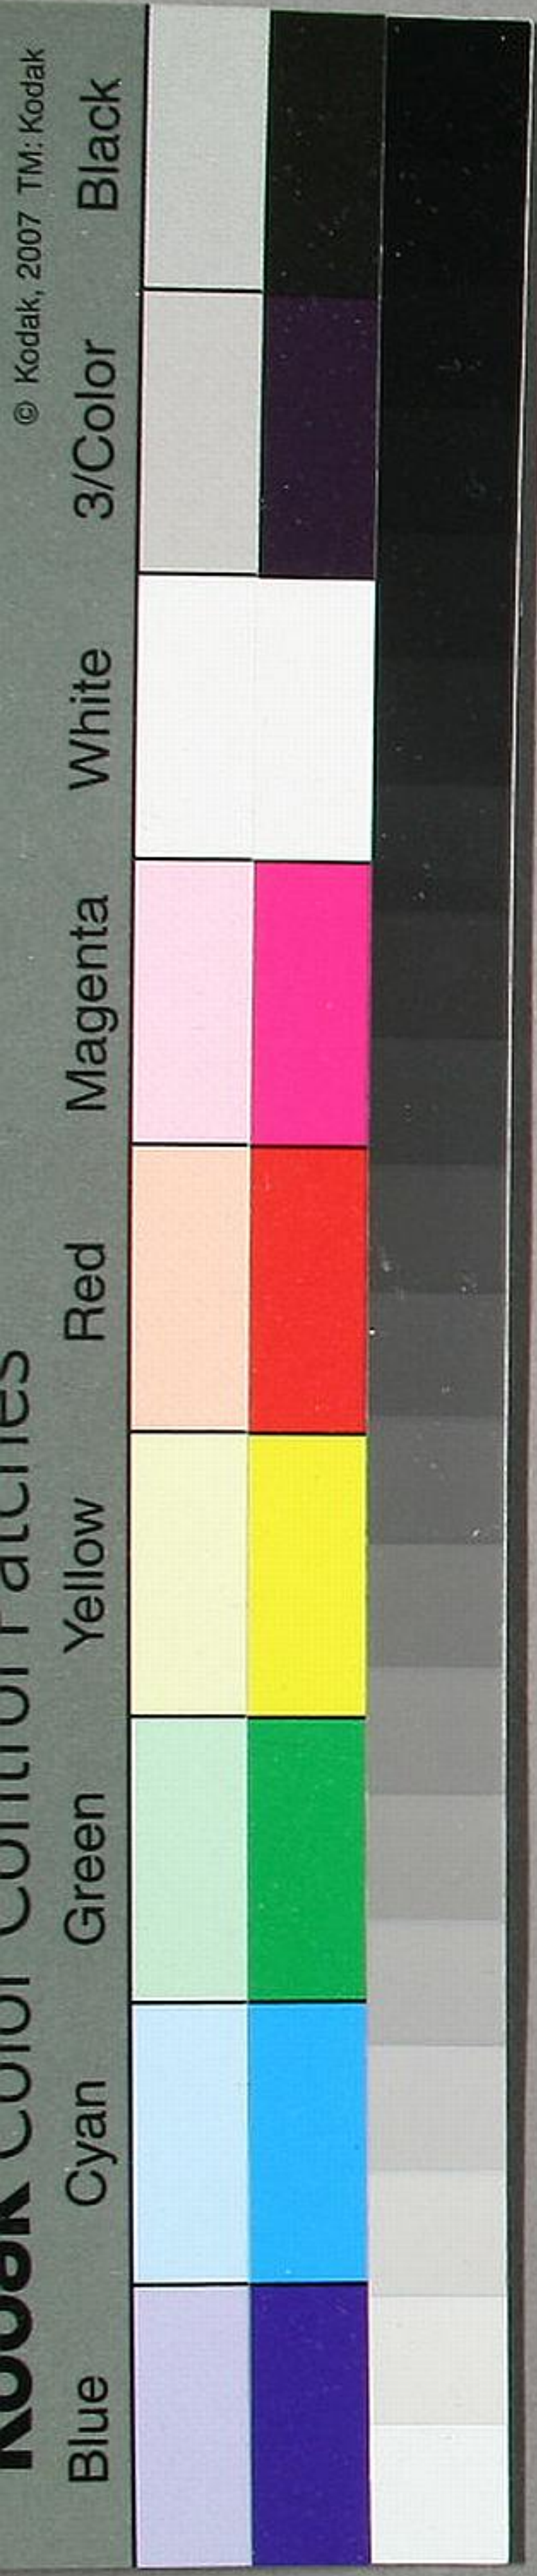 Kodak Color Control Patches
© Kodak, 2007 TM: Kodak
Blue Cyan Green Yellow Red Magenta White 3/Color Black